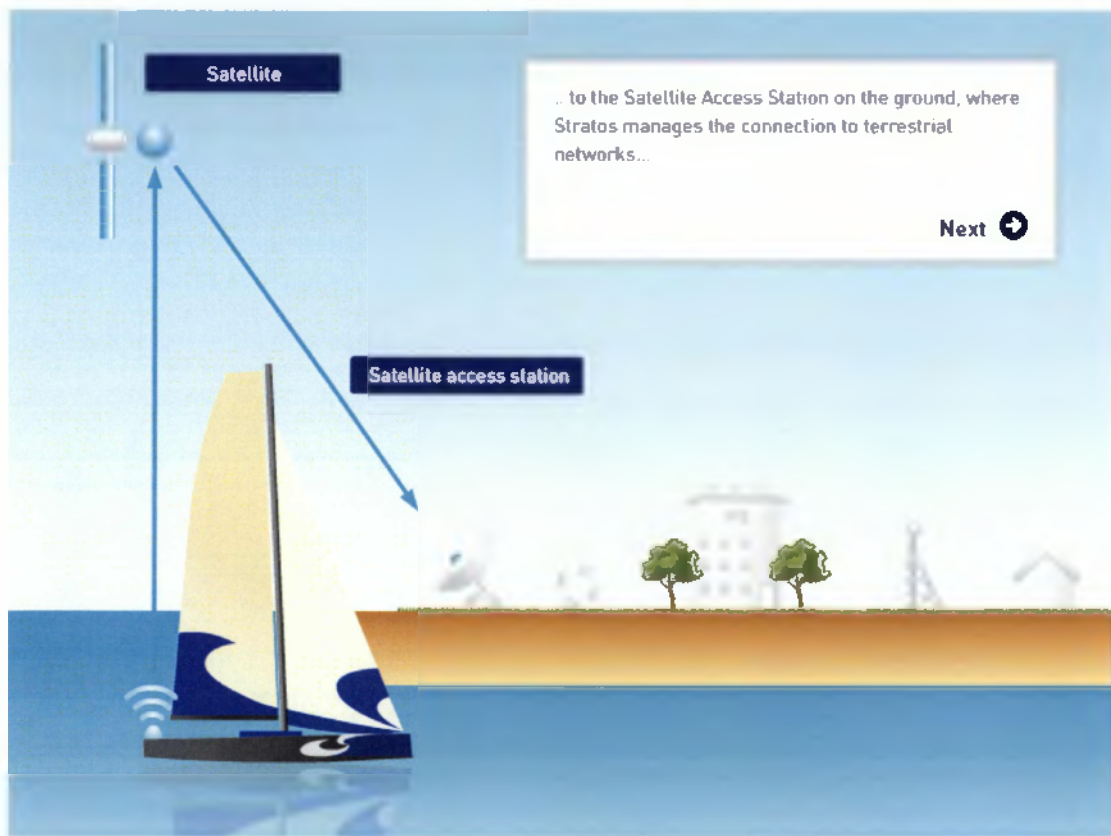 Satellite
.. to the Satellite Access Station on the ground, where
Stratos manages the connection to terrestrial
networks...
Next
Satellite access station